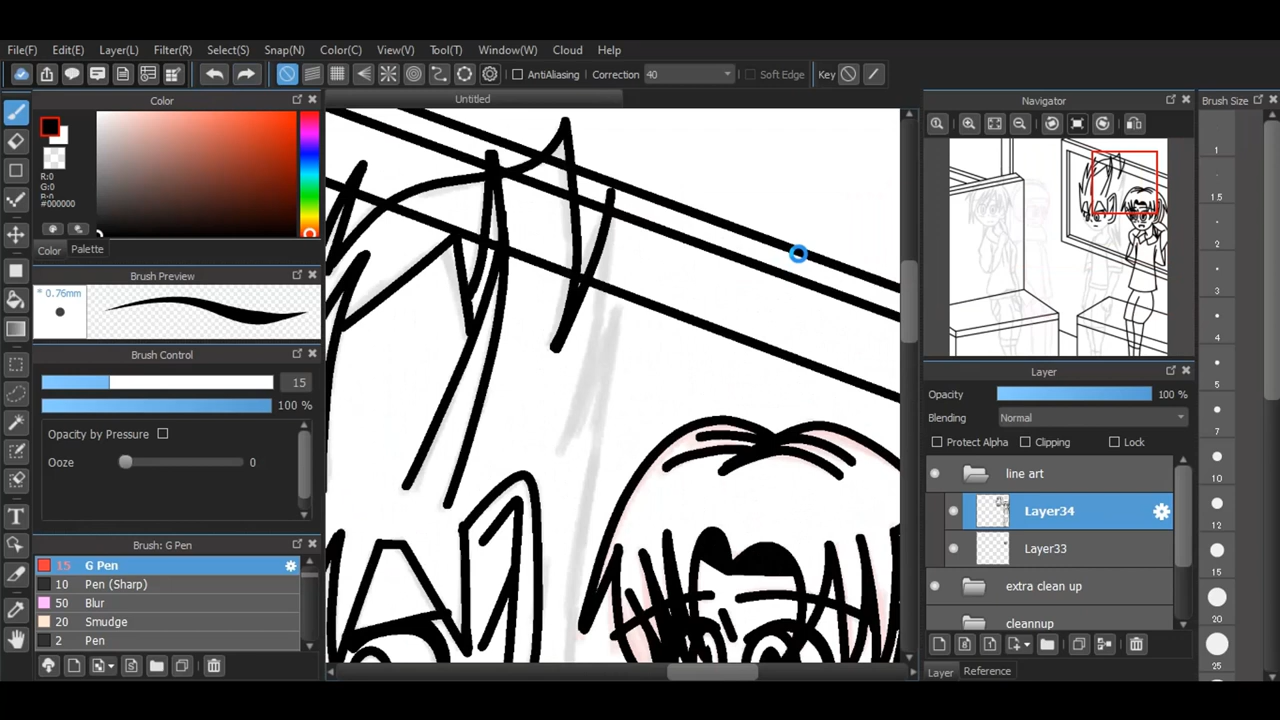 File(F) Edit(E) Layer(L) Filter(R) Select(S) Snap(N) Color(C) View(V) Tool(T) Window(W) Cloud Help
AntiAliasing Correction 40 Soft Edge Key
Color
Untitled
Navigator
Brush Size
R:0
G:0
#000000
Color Palette
Brush Preview
* 0.76mm
Brush Control
15
100 %
Opacity by Pressure
Ooze 0
Brush: G Pen
15 G Pen
10 Pen (Sharp)
50 Blur
20 Smudge
2 Pen
Layer
Opacity 100 %
Blending Normal
Protect Alpha Clipping Lock
line art
Layer34
Layer33
extra clean up
cleannup
Layer Reference
1
1.5
2
3
4
5
7
10
12
15
20
25